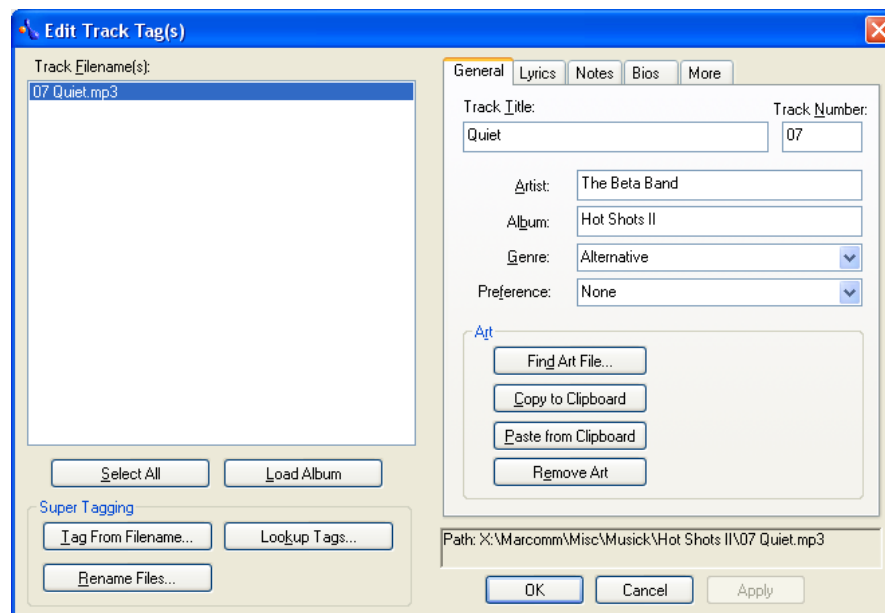 Edit Track Tag(s)
Track Filename(s):
07 Quiet.mp3
Select All
Load Album
Super Tagging
Tag From Filename...
Lookup Tags...
Rename Files...
General Lyrics Notes Bios More
Track Title:
Track Number:
Quiet
07
Artist: The Beta Band
Album: Hot Shots II
Genre: Alternative
Preference: None
Art
Find Art File...
Copy to Clipboard
Paste from Clipboard
Remove Art
Path: X:\Marcomm\Misc\Musick\Hot Shots II\07 Quiet.mp3
OK Cancel Apply